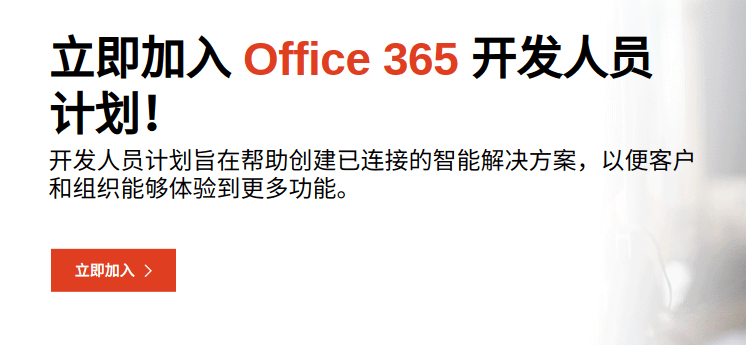 立即加入 Office 365 开发人员
计划！
开发人员计划旨在帮助创建已连接的智能解决方案，以便客户
和组织能够体验到更多功能。
立即加入